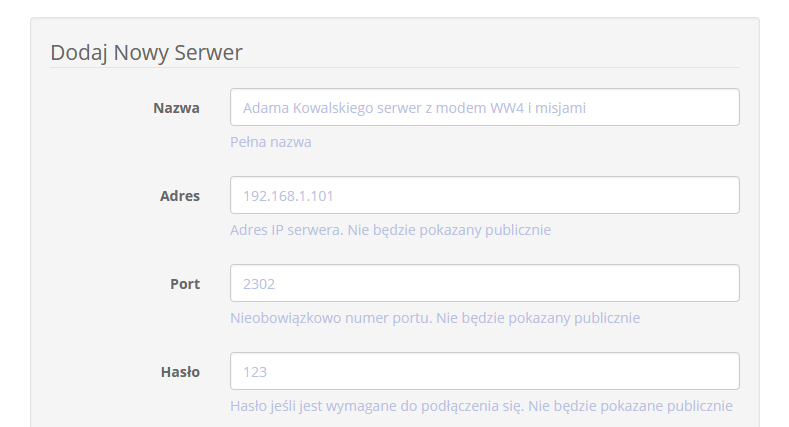 Dodaj Nowy Serwer
Nazwa
Adama Kowalskiego serwer z modem WW4 i misjami
Pełna nazwa
Adres
192.168.1.101
Adres IP serwera. Nie będzie pokazany publicznie
Port
2302
Nieobowiązkowo numer portu. Nie będzie pokazany publicznie
Hasło
123
Hasło jeśli jest wymagane do podłączenia się. Nie będzie pokazane publicznie